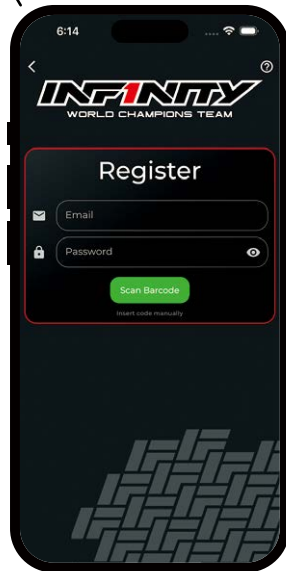 6:14
INF1NITY
WORLD CHAMPIONS TEAM
Register
Email
Password
Scan Barcode
Insert code manually